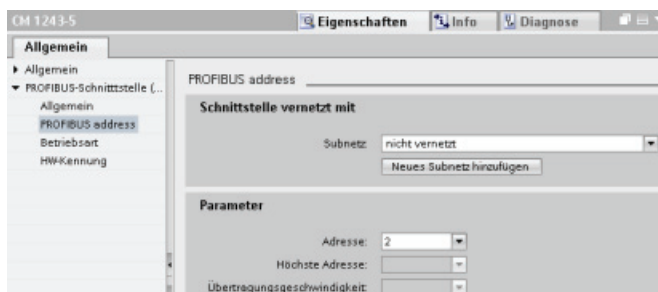 CM 1243-5
Eigenschaften
Info
Diagnose
Allgemein
Allgemein
PROFIBUS-Schnitttstelle (...
Allgemein
PROFIBUS address
Betriebsart
HW-Kennung
PROFIBUS address
Schnittstelle vernetzt mit
Subnetz: nicht vernetzt
Neues Subnetz hinzufügen
Parameter
Adresse: 2
Höchste Adresse:
Übertragungsgeschwindigkeit: